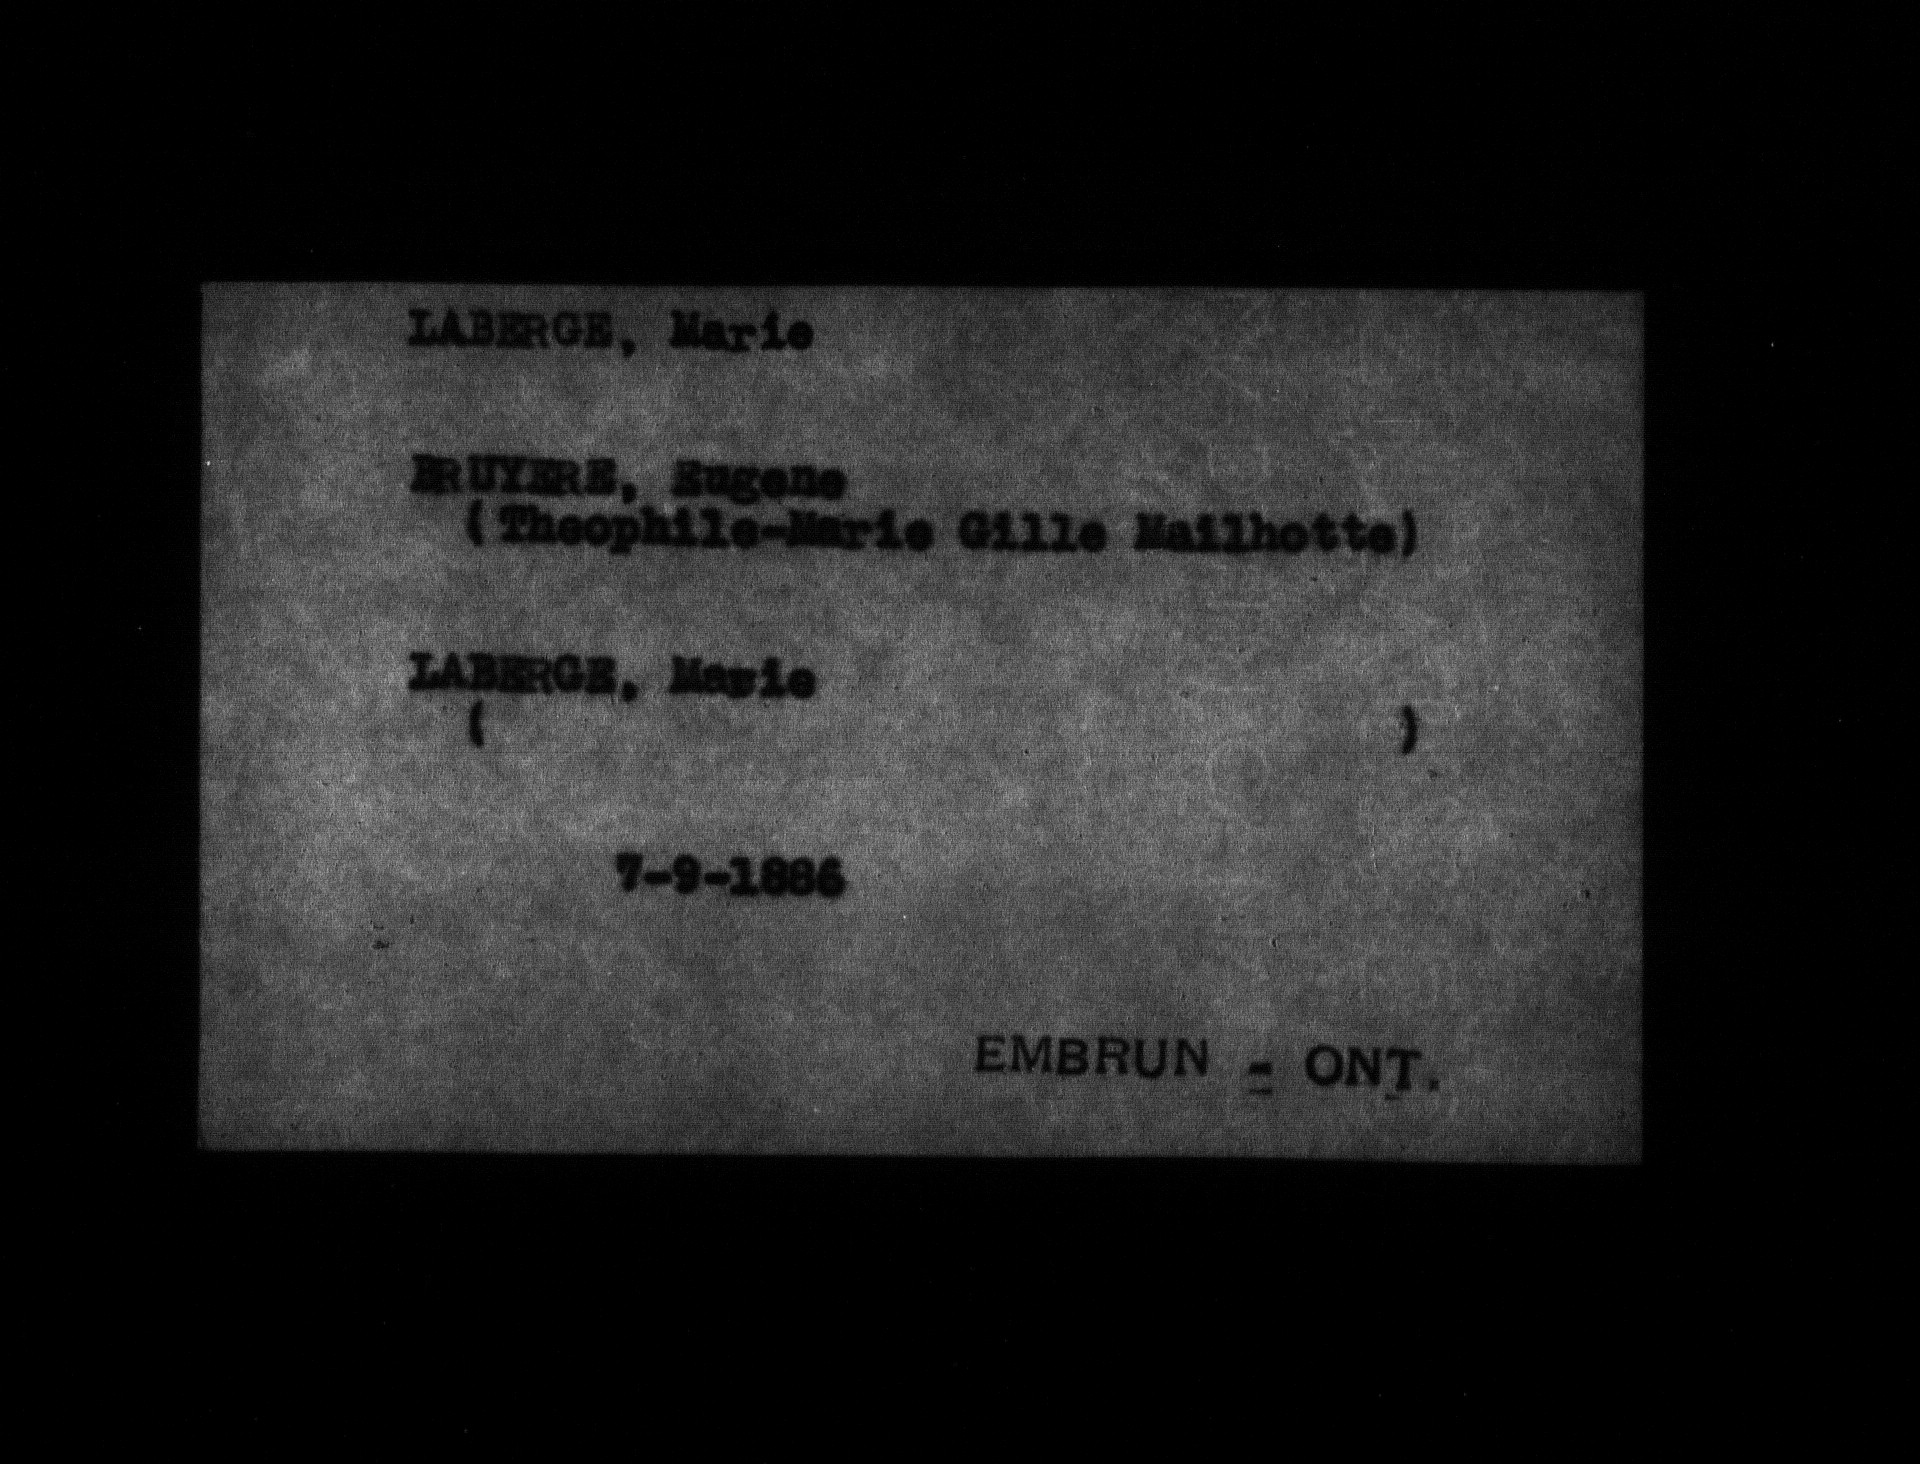 LABERGE, Marie
BRUYERE, Eugene
(Theophile-Marie Gille Mailhotte)
LABERGE, Marie
( )
7-9-1886
EMBRUN - ONT.